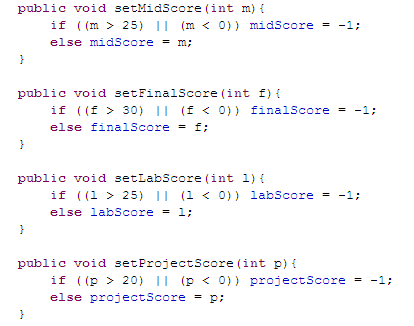 public void setMidScore(int m){
if ((m > 25) || (m < 0)) midScore = -1;
else midScore = m;
}
public void setFinalScore(int f){
if ((f > 30) || (f < 0)) finalScore = -1;
else finalScore = f;
}
public void setLabScore(int l){
if ((l > 25) || (l < 0)) labScore = -1;
else labScore = l;
}
public void setProjectScore(int p){
if ((p > 20) || (p < 0)) projectScore = -1;
else projectScore = p;
}